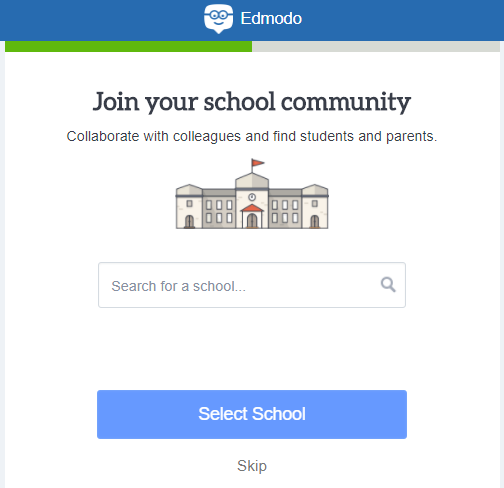 Edmodo
Join your school community
Collaborate with colleagues and find students and parents.
Search for a school...
Select School
Skip